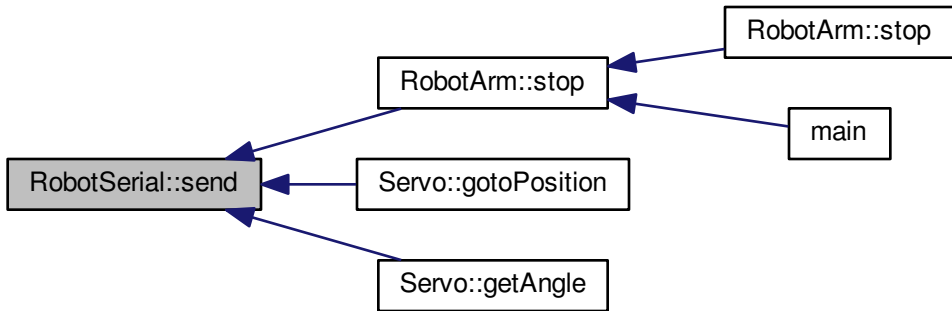 RobotArm::stop
RobotArm::stop
main
RobotSerial::send
Servo::gotoPosition
Servo::getAngle